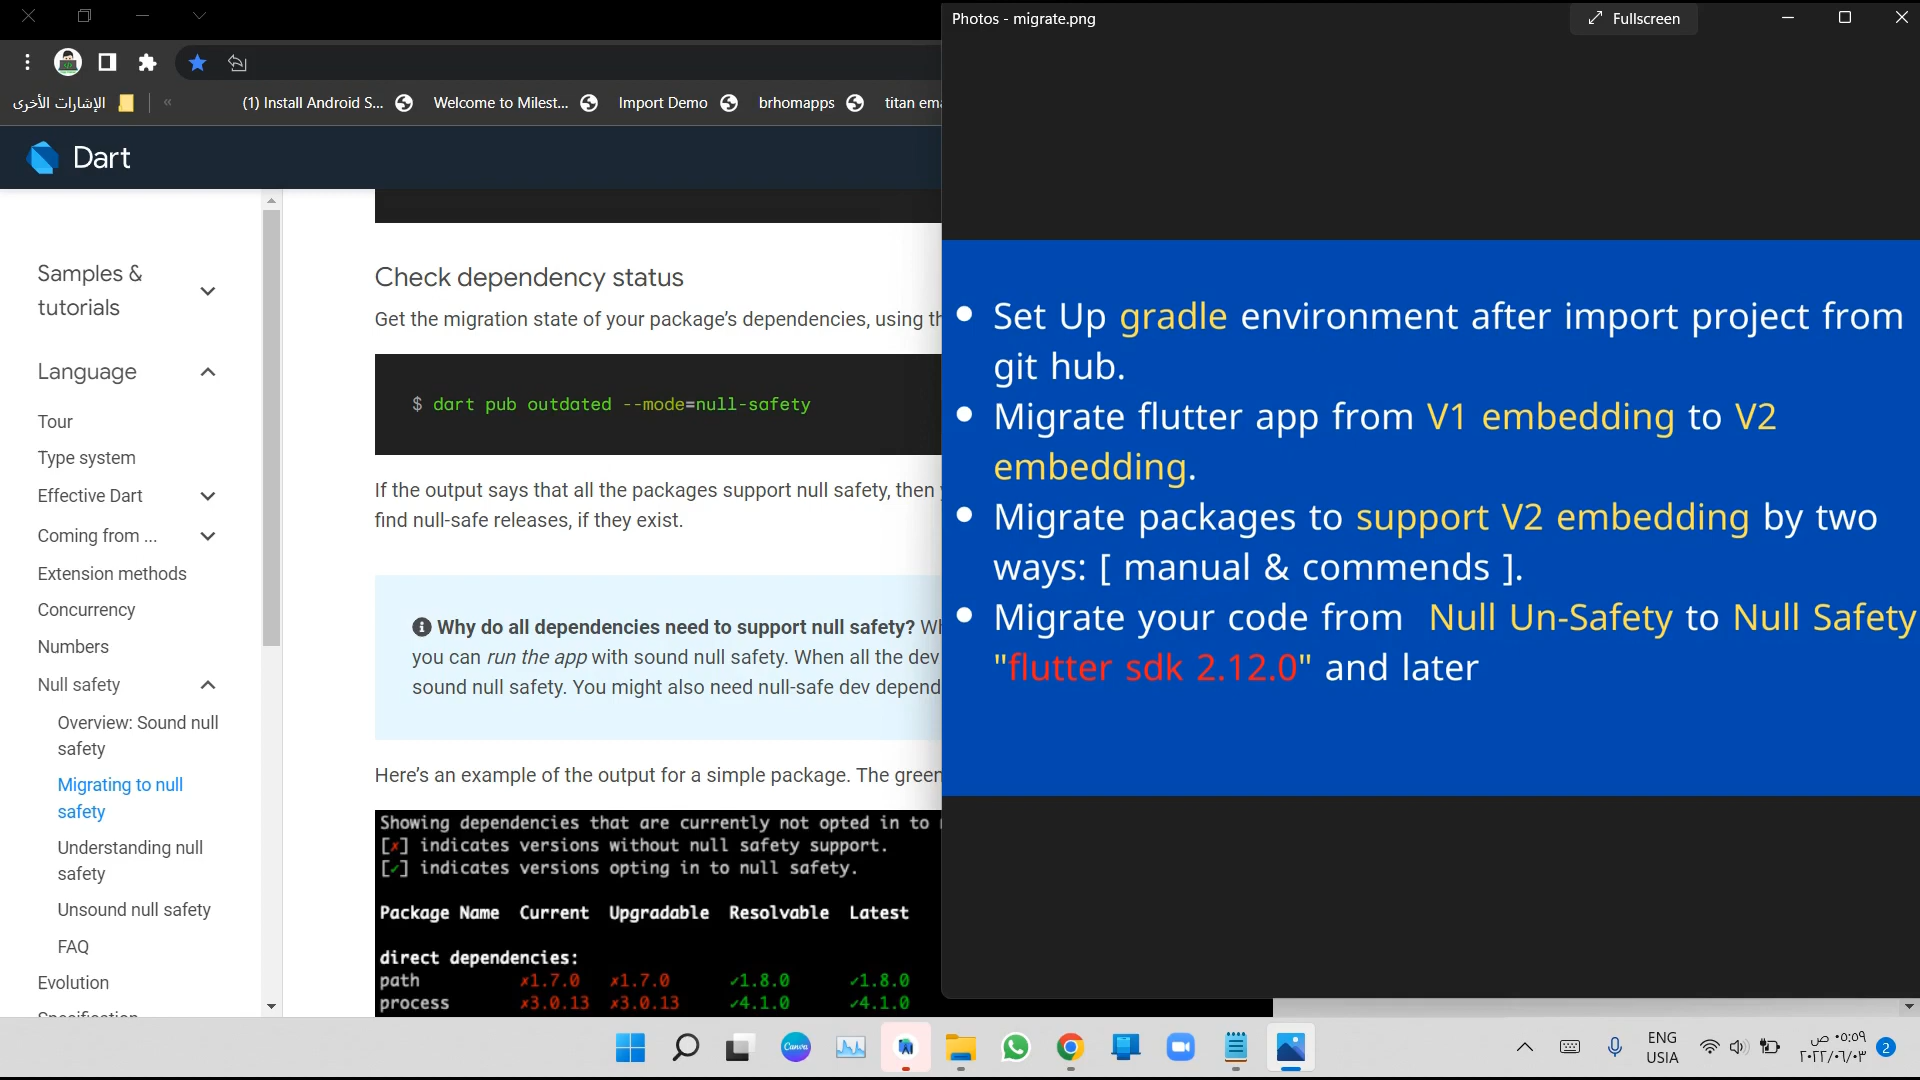 Photos - migrate.png
Fullscreen
الإشارات الأخرى
«
(1) Install Android S...
Welcome to Milest...
Import Demo
brhomapps
titan em
Dart
Samples &
tutorials
Language
Tour
Type system
Effective Dart
Coming from ...
Extension methods
Concurrency
Numbers
Null safety
Overview: Sound null
safety
Migrating to null
safety
Understanding null
safety
Unsound null safety
FAQ
Evolution
Check dependency status
Get the migration state of your package’s dependencies, using th
$ dart pub outdated --mode=null-safety
If the output says that all the packages support null safety, then
find null-safe releases, if they exist.
Why do all dependencies need to support null safety? Wh
you can run the app with sound null safety. When all the dev
sound null safety. You might also need null-safe dev depend
Here’s an example of the output for a simple package. The green
Showing dependencies that are currently not opted in to
[✗] indicates versions without null safety support.
[✓] indicates versions opting in to null safety.
Package Name Current Upgradable Resolvable Latest
direct dependencies:
path ✗1.7.0 ✗1.7.0 ✓1.8.0 ✓1.8.0
process ✗3.0.13 ✗3.0.13 ✓4.1.0 ✓4.1.0
• Set Up gradle environment after import project from
git hub.
• Migrate flutter app from V1 embedding to V2
embedding.
• Migrate packages to support V2 embedding by two
ways: [ manual & commends ].
• Migrate your code from Null Un-Safety to Null Safety
"flutter sdk 2.12.0" and later
Canva
ENG
USIA
٠٥:٥٩ ص
٢٠٢٢/٠٦/٠٣
2